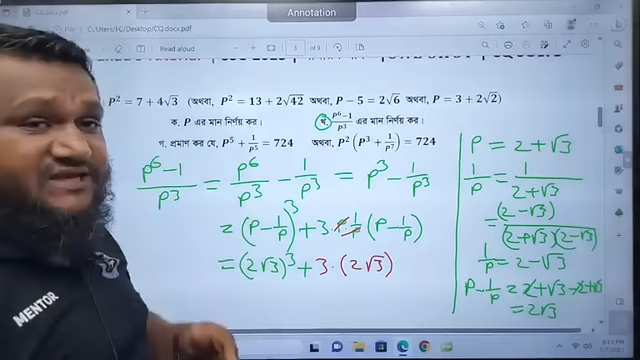 Annotation
C:/Users/FC/Desktop/CQ.docx.pdf
Read aloud
of 9
P² = 7 + 4√3 (অথবা, P² = 13 + 2√42 অথবা, P − 5 = 2√6 অথবা, P = 3 + 2√2)
ক. P এর মান নির্ণয় কর।
খ. (P⁶−1)/P³ এর মান নির্ণয় কর।
গ. প্রমাণ কর যে, P⁵ + 1/P⁵ = 724 অথবা, P²(P³ + 1/P⁷) = 724
(P⁶ − 1)/P³ = P⁶/P³ − 1/P³ = P³ − 1/P³
= (P − 1/P)³ + 3 · P · 1/P (P − 1/P)
= (2√3)³ + 3 · (2√3)
P = 2 + √3
1/P = 1/(2 + √3)
= (2 − √3)/((2 + √3)(2 − √3))
1/P = 2 − √3
P − 1/P = 2 + √3 − 2 + √3
= 2√3
MENTOR